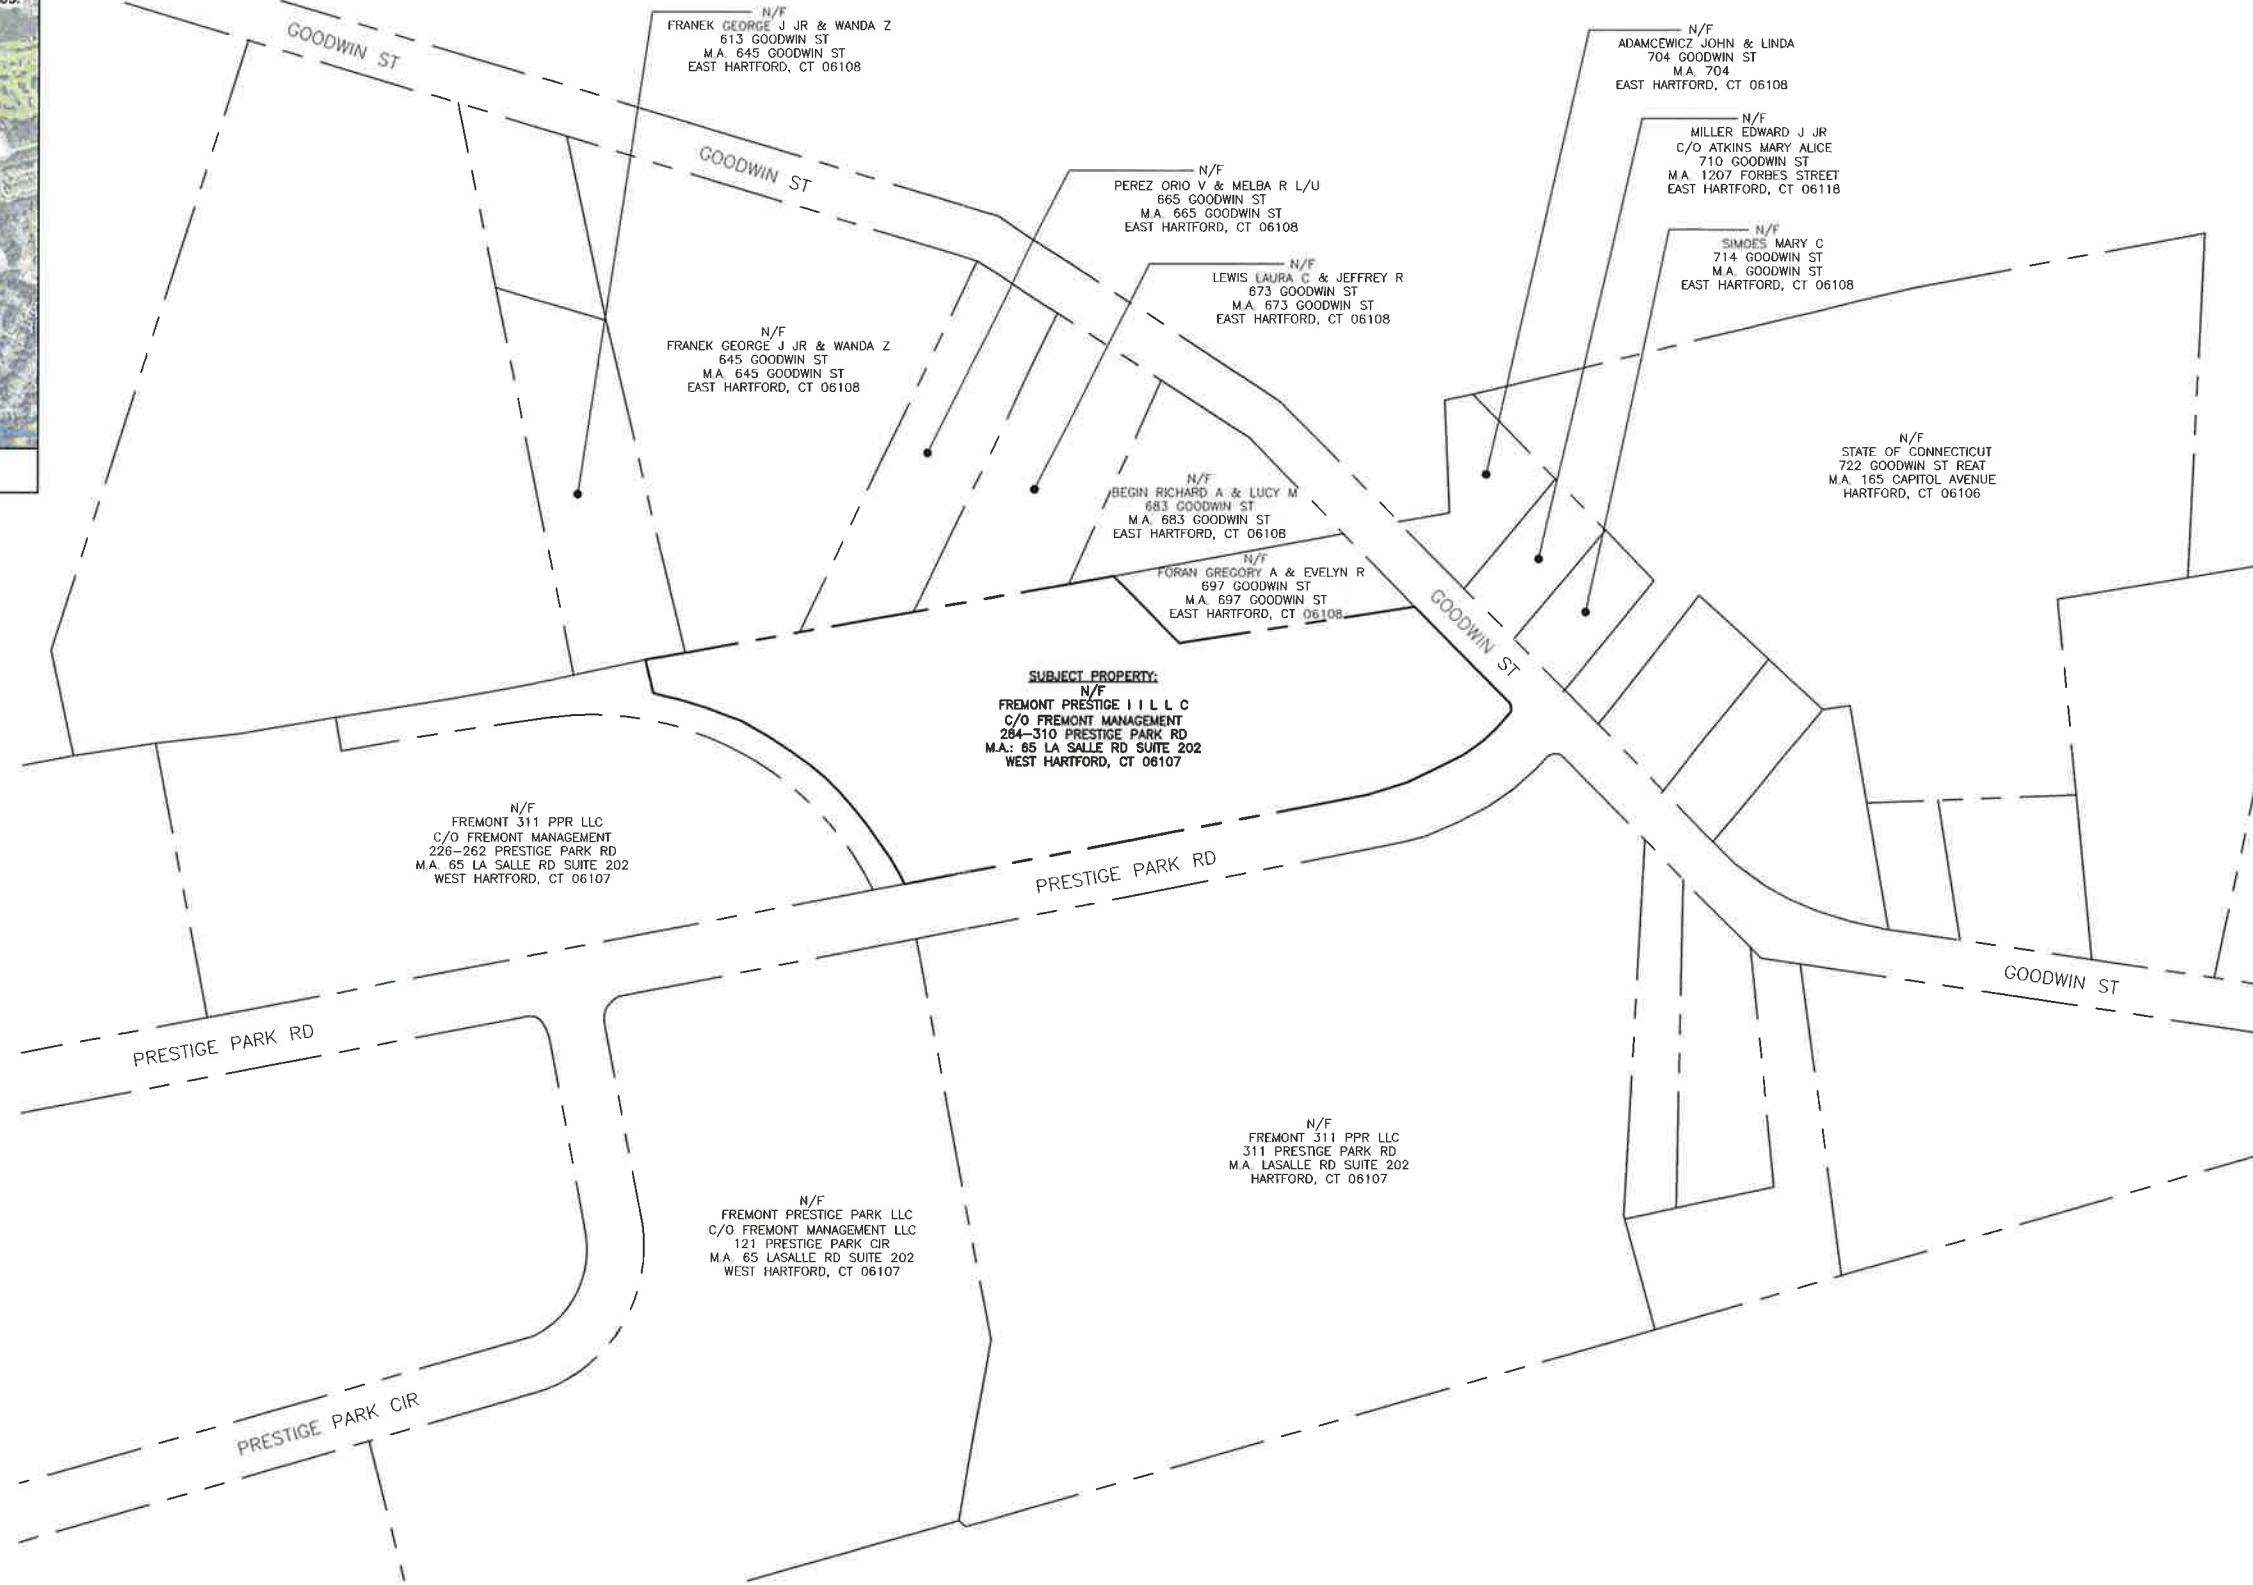 GOODWIN ST
N/F
FRANEK GEORGE J JR & WANDA Z
613 GOODWIN ST
M.A. 645 GOODWIN ST
EAST HARTFORD, CT 06108
N/F
ADAMCEWICZ JOHN & LINDA
704 GOODWIN ST
M.A. 704
EAST HARTFORD, CT 06108
N/F
MILLER EDWARD J JR
C/O ATKINS MARY ALICE
710 GOODWIN ST
M.A. 1207 FORBES STREET
EAST HARTFORD, CT 06118
GOODWIN ST
N/F
PEREZ ORIO V & MELBA R L/U
665 GOODWIN ST
M.A. 665 GOODWIN ST
EAST HARTFORD, CT 06108
N/F
SIMOES MARY C
714 GOODWIN ST
M.A. GOODWIN ST
EAST HARTFORD, CT 06108
N/F
LEWIS LAURA C & JEFFREY R
673 GOODWIN ST
M.A. 673 GOODWIN ST
EAST HARTFORD, CT 06108
N/F
FRANEK GEORGE J JR & WANDA Z
645 GOODWIN ST
M.A. 645 GOODWIN ST
EAST HARTFORD, CT 06108
N/F
STATE OF CONNECTICUT
722 GOODWIN ST REAT
M.A. 165 CAPITOL AVENUE
HARTFORD, CT 06106
N/F
BEGIN RICHARD A & LUCY M
683 GOODWIN ST
M.A. 683 GOODWIN ST
EAST HARTFORD, CT 06108
N/F
FORAN GREGORY A & EVELYN R
697 GOODWIN ST
M.A. 697 GOODWIN ST
EAST HARTFORD, CT 06108
GOODWIN ST
SUBJECT PROPERTY:
N/F
FREMONT PRESTIGE I I L L C
C/O FREMONT MANAGEMENT
284-310 PRESTIGE PARK RD
M.A.: 65 LA SALLE RD SUITE 202
WEST HARTFORD, CT 06107
N/F
FREMONT 311 PPR LLC
C/O FREMONT MANAGEMENT
226-262 PRESTIGE PARK RD
M.A. 65 LA SALLE RD SUITE 202
WEST HARTFORD, CT 06107
PRESTIGE PARK RD
GOODWIN ST
PRESTIGE PARK RD
N/F
FREMONT 311 PPR LLC
311 PRESTIGE PARK RD
M.A. LASALLE RD SUITE 202
HARTFORD, CT 06107
N/F
FREMONT PRESTIGE PARK LLC
C/O FREMONT MANAGEMENT LLC
121 PRESTIGE PARK CIR
M.A. 65 LASALLE RD SUITE 202
WEST HARTFORD, CT 06107
PRESTIGE PARK CIR